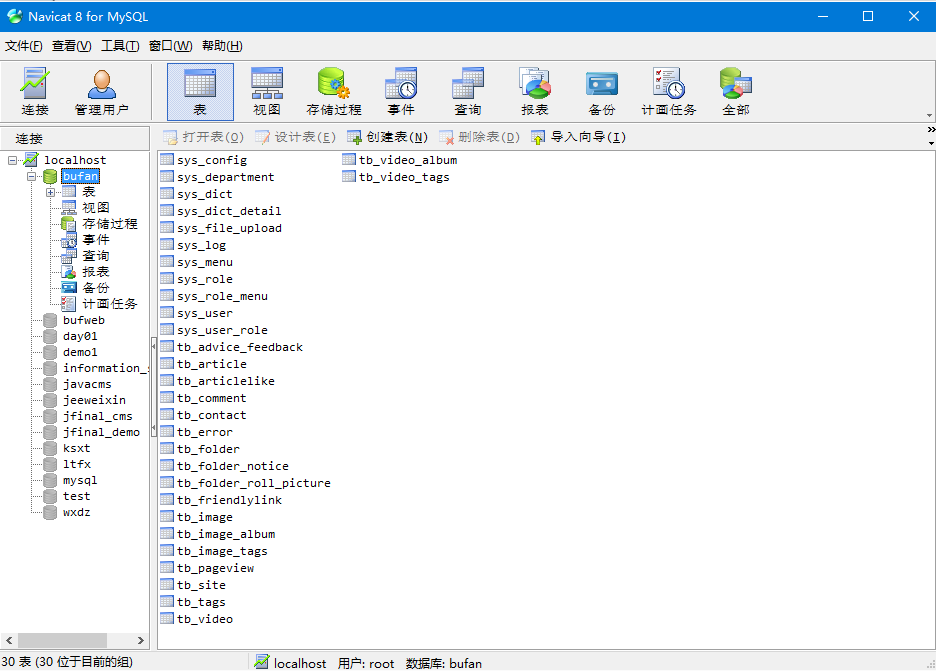 Navicat 8 for MySQL
文件(F) 查看(V) 工具(T) 窗口(W) 帮助(H)
连接 管理用户 表 视图 存储过程 事件 查询 报表 备份 计画任务 全部
连接
打开表(O) 设计表(E) 创建表(N) 删除表(D) 导入向导(I)
localhost
bufan
表
视图
存储过程
事件
查询
报表
备份
计画任务
bufweb
day01
demo1
information_
javacms
jeeweixin
jfinal_cms
jfinal_demo
ksxt
ltfx
mysql
test
wxdz
sys_config
sys_department
sys_dict
sys_dict_detail
sys_file_upload
sys_log
sys_menu
sys_role
sys_role_menu
sys_user
sys_user_role
tb_advice_feedback
tb_article
tb_articlelike
tb_comment
tb_contact
tb_error
tb_folder
tb_folder_notice
tb_folder_roll_picture
tb_friendlylink
tb_image
tb_image_album
tb_image_tags
tb_pageview
tb_site
tb_tags
tb_video
tb_video_album
tb_video_tags
30 表 (30 位于目前的组) localhost 用户: root 数据库: bufan